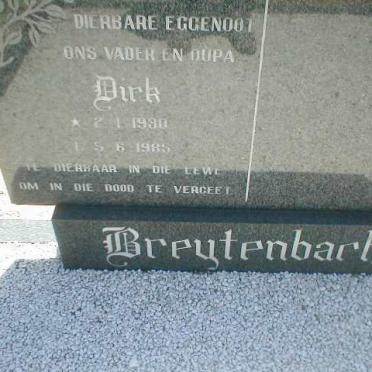 DIERBARE EGGENOOT
ONS VADER EN OUPA
Dirk
★ 2.1.1930
† 5.6.1985
TE DIERBAAR IN DIE LEWE
OM IN DIE DOOD TE VERGEET
Breytenbach